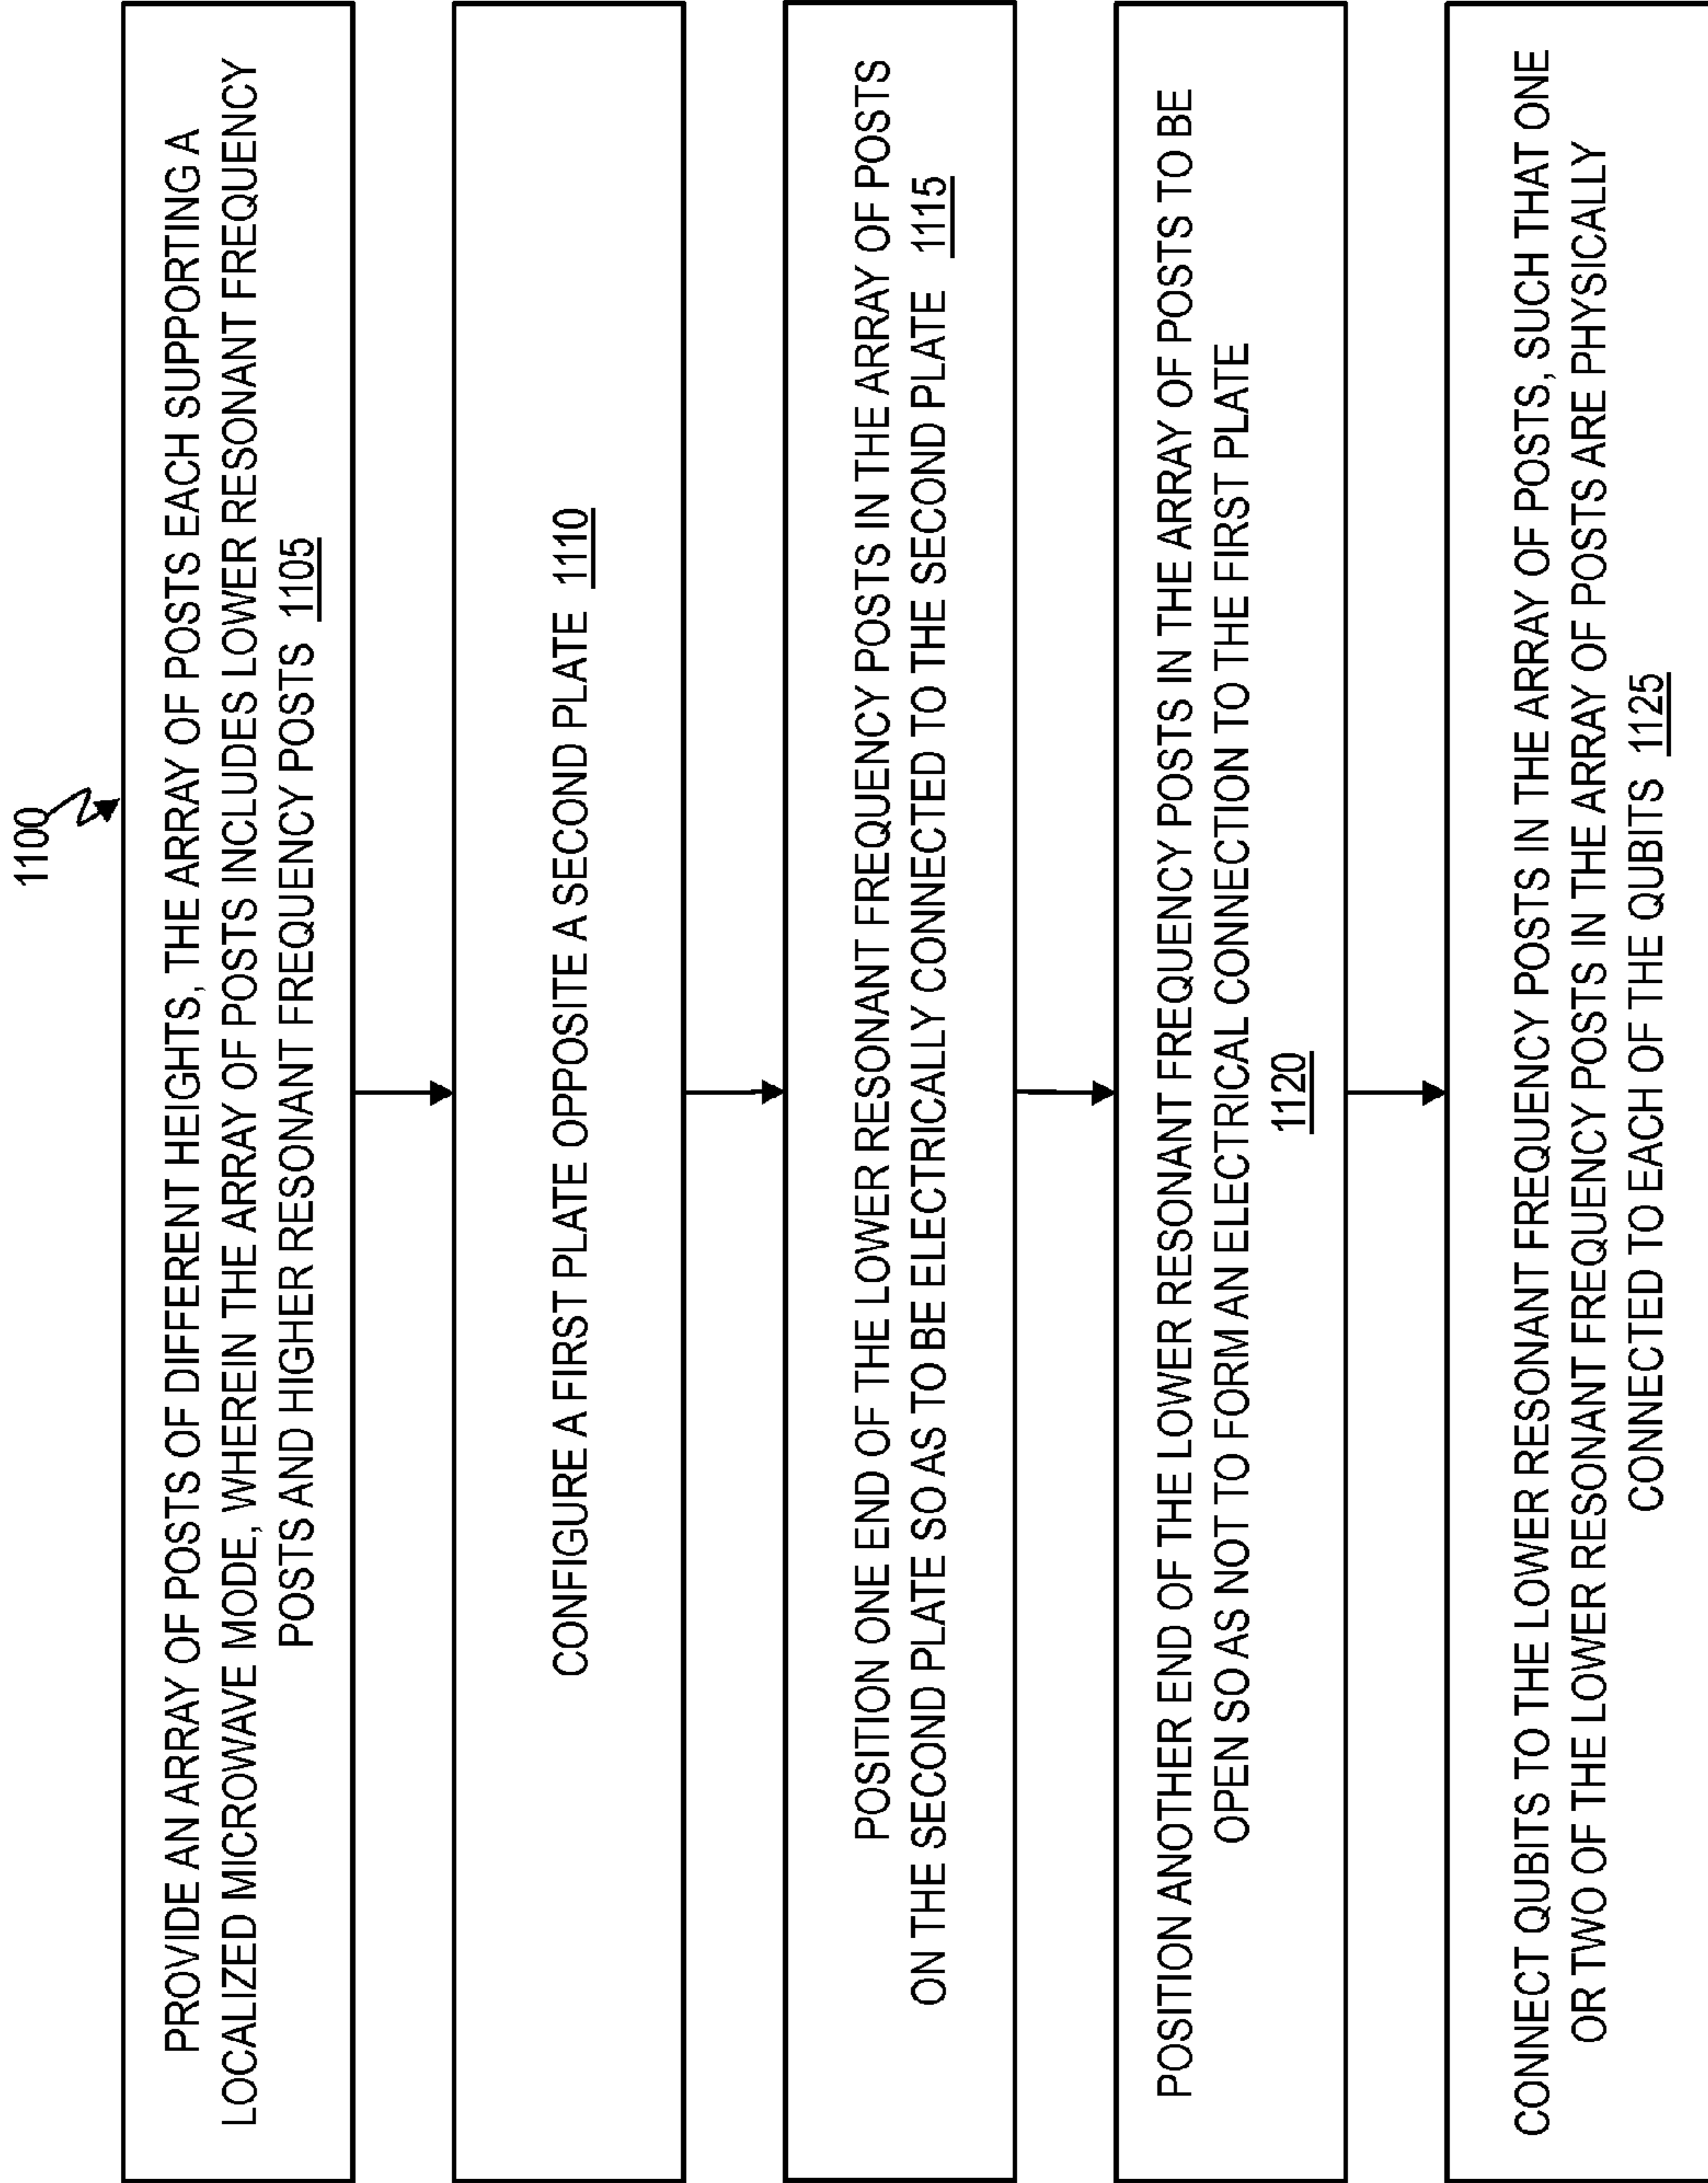 1100
PROVIDE AN ARRAY OF POSTS OF DIFFERENT HEIGHTS, THE ARRAY OF POSTS EACH SUPPORTING A
LOCALIZED MICROWAVE MODE, WHEREIN THE ARRAY OF POSTS INCLUDES LOWER RESONANT FREQUENCY
POSTS AND HIGHER RESONANT FREQUENCY POSTS 1105
CONFIGURE A FIRST PLATE OPPOSITE A SECOND PLATE 1110
POSITION ONE END OF THE LOWER RESONANT FREQUENCY POSTS IN THE ARRAY OF POSTS
ON THE SECOND PLATE SO AS TO BE ELECTRICALLY CONNECTED TO THE SECOND PLATE 1115
POSITION ANOTHER END OF THE LOWER RESONANT FREQUENCY POSTS IN THE ARRAY OF POSTS TO BE
OPEN SO AS NOT TO FORM AN ELECTRICAL CONNECTION TO THE FIRST PLATE
1120
CONNECT QUBITS TO THE LOWER RESONANT FREQUENCY POSTS IN THE ARRAY OF POSTS, SUCH THAT ONE
OR TWO OF THE LOWER RESONANT FREQUENCY POSTS IN THE ARRAY OF POSTS ARE PHYSICALLY
CONNECTED TO EACH OF THE QUBITS 1125